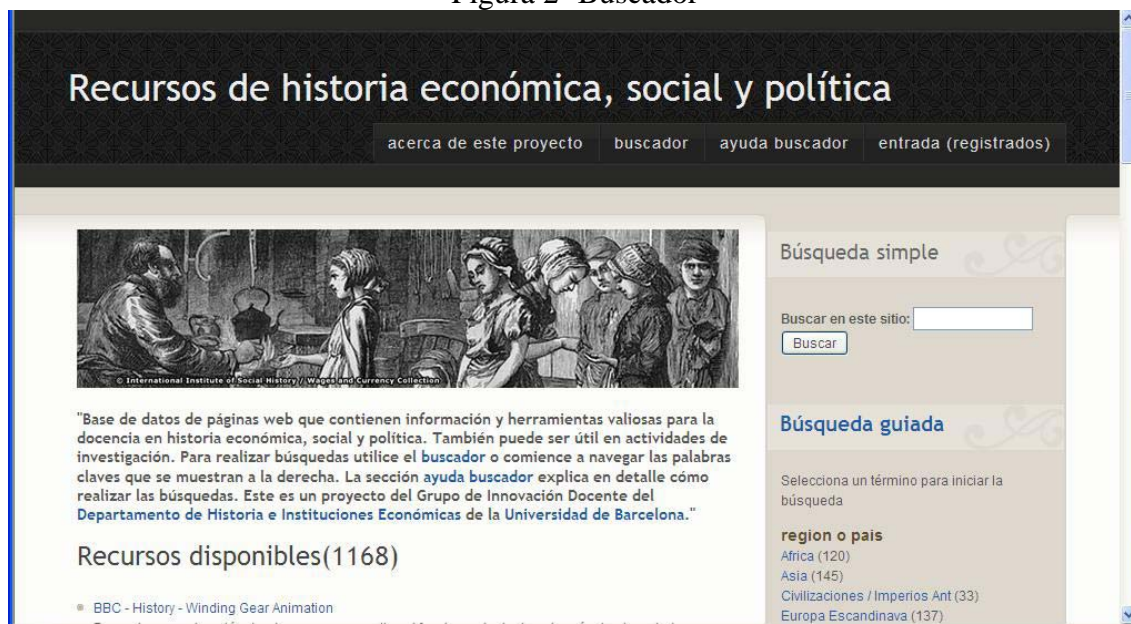 Figura 2- Buscador
Recursos de historia económica, social y política
acerca de este proyecto buscador ayuda buscador entrada (registrados)
© International Institute of Social History / Wages and Currency Collection
"Base de datos de páginas web que contienen información y herramientas valiosas para la
docencia en historia económica, social y política. También puede ser útil en actividades de
investigación. Para realizar búsquedas utilice el buscador o comience a navegar las palabras
claves que se muestran a la derecha. La sección ayuda buscador explica en detalle cómo
realizar las búsquedas. Este es un proyecto del Grupo de Innovación Docente del
Departamento de Historia e Instituciones Económicas de la Universidad de Barcelona."
Recursos disponibles(1168)
BBC - History - Winding Gear Animation
Búsqueda simple
Buscar en este sitio:
Buscar
Búsqueda guiada
Selecciona un término para iniciar la
búsqueda
region o pais
Africa (120)
Asia (145)
Civilizaciones / Imperios Ant (33)
Europa Escandinava (137)